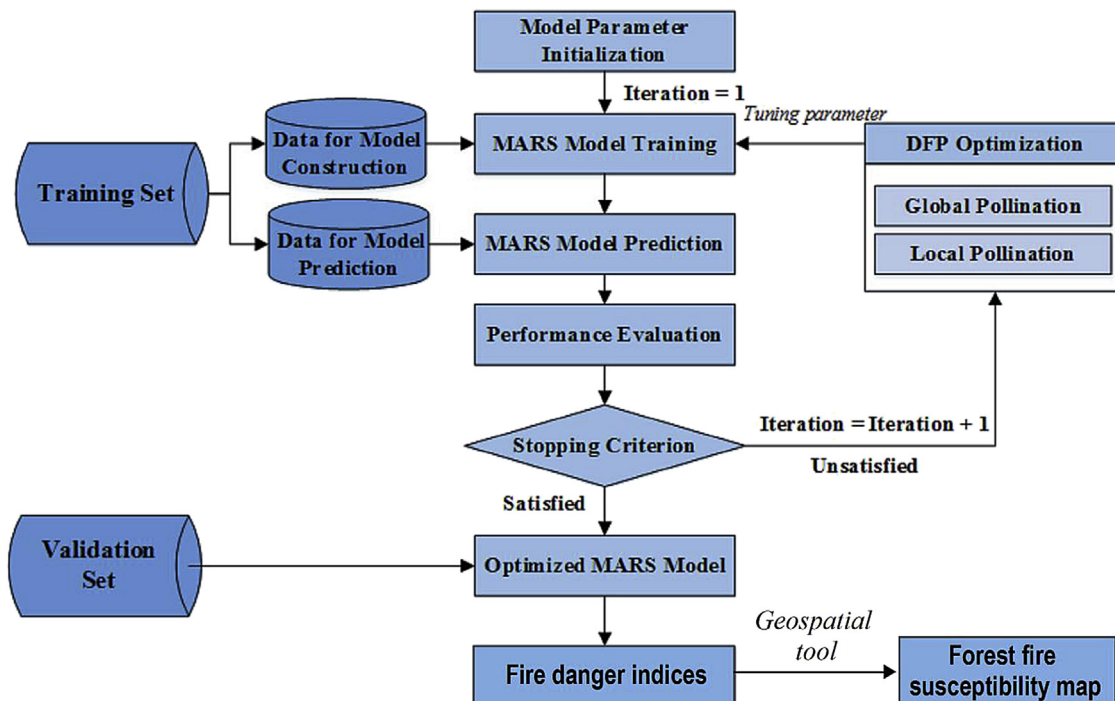 Model Parameter
Initialization
Iteration = 1
Tuning parameter
Data for Model
Construction
MARS Model Training
DFP Optimization
Training Set
Global Pollination
Data for Model
Prediction
MARS Model Prediction
Local Pollination
Performance Evaluation
Iteration = Iteration + 1
Stopping Criterion
Unsatisfied
Satisfied
Validation
Set
Optimized MARS Model
Geospatial
tool
Fire danger indices
Forest fire
susceptibility map